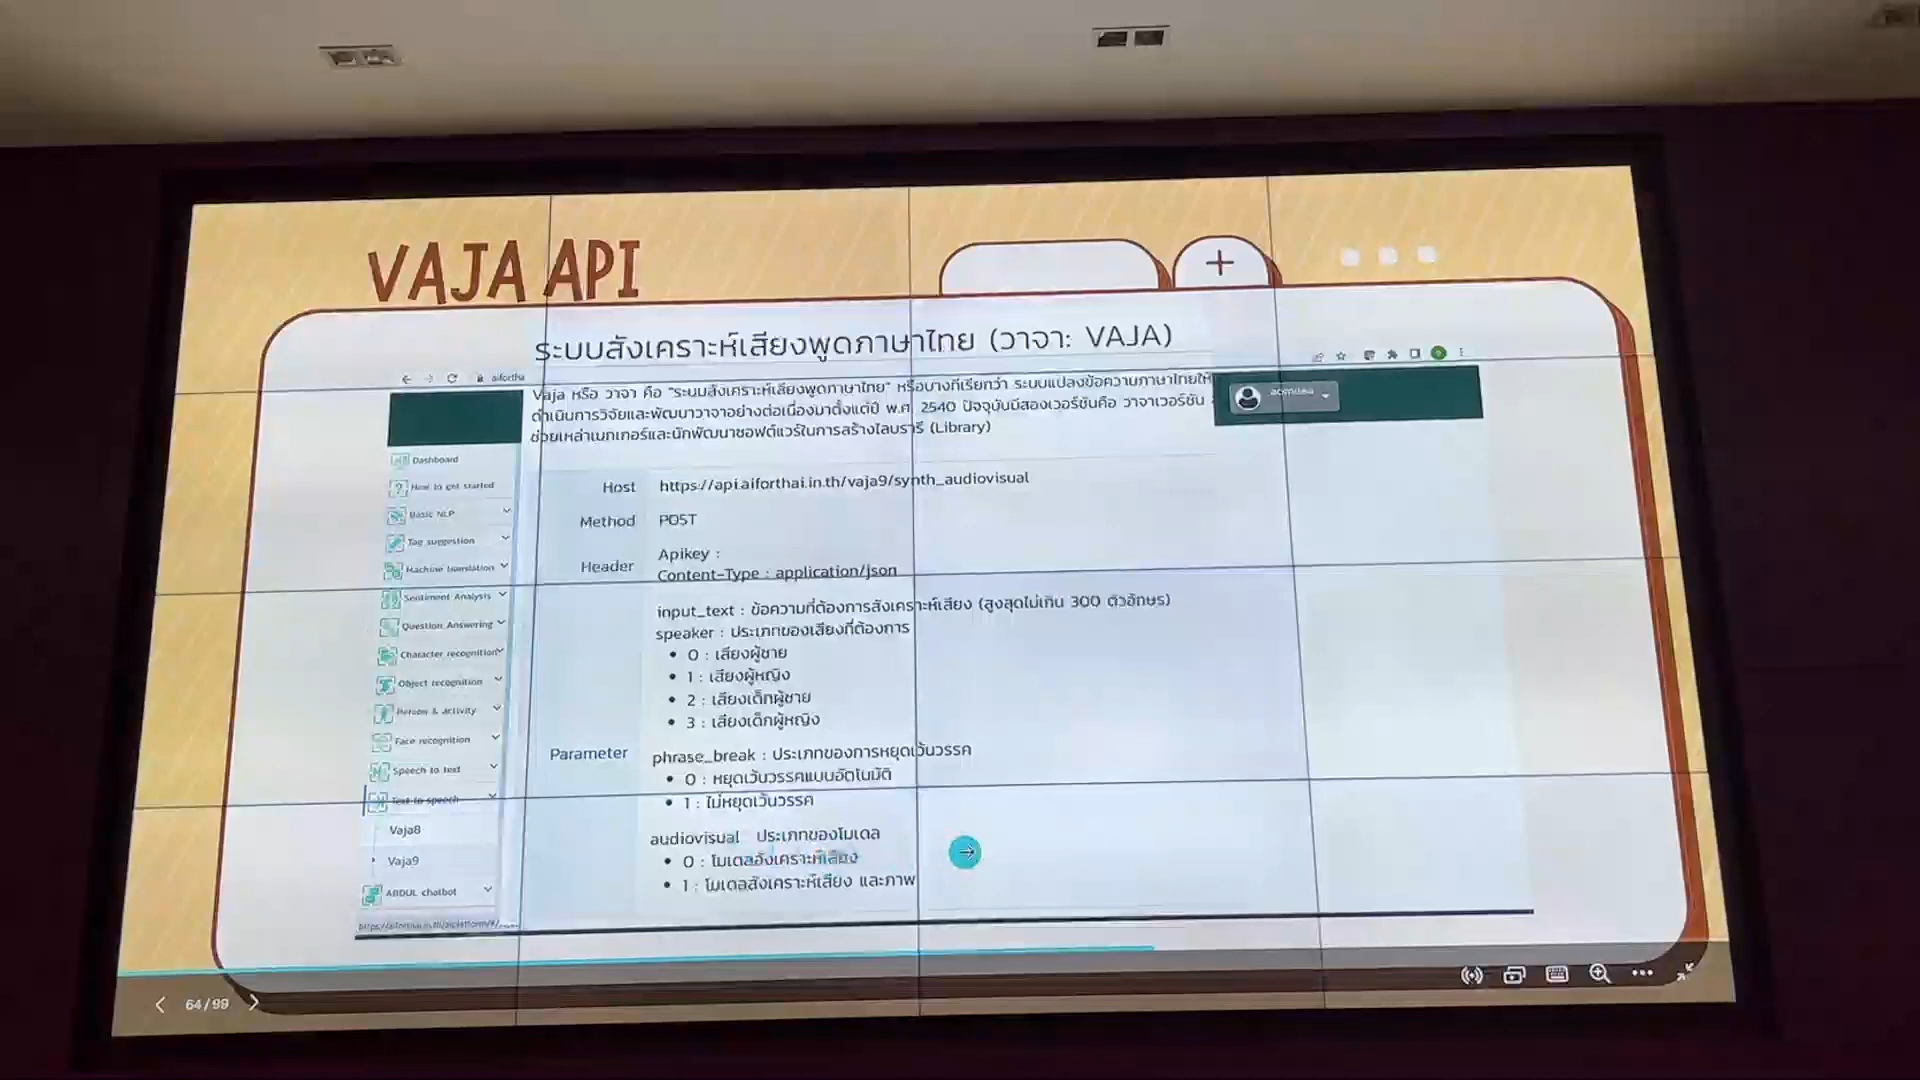 VAJA API
ระบบสังเคราะห์เสียงพูดภาษาไทย (วาจา: VAJA)
aifortha
Vaja หรือ วาจา คือ "ระบบสังเคราะห์เสียงพูดภาษาไทย" หรือบางทีเรียกว่า ระบบแปลงข้อความภาษาไทยให้
ดำเนินการวิจัยและพัฒนาวาจาอย่างต่อเนื่องมาตั้งแต่ปี พ.ศ. 2540 ปัจจุบันมีสองเวอร์ชันคือ วาจาเวอร์ชัน
ช่วยเหล่าเมกเกอร์และนักพัฒนาซอฟต์แวร์ในการสร้างไลบรารี (Library)
Dashboard
How to get started
Basic NLP
Tag suggestion
Machine translation
Sentiment Analysis
Question Answering
Character recognition
Object recognition
Person & activity
Face recognition
Speech to text
Text to speech
Vaja8
Vaja9
ABDUL chatbot
Host https://api.aiforthai.in.th/vaja9/synth_audiovisual
Method POST
Header Apikey :
Content-Type : application/json
Parameter
input_text : ข้อความที่ต้องการสังเคราะห์เสียง (สูงสุดไม่เกิน 300 ตัวอักษร)
speaker : ประเภทของเสียงที่ต้องการ
• 0 : เสียงผู้ชาย
• 1 : เสียงผู้หญิง
• 2 : เสียงเด็กผู้ชาย
• 3 : เสียงเด็กผู้หญิง
phrase_break : ประเภทของการหยุดเว้นวรรค
• 0 : หยุดเว้นวรรคแบบอัตโนมัติ
• 1 : ไม่หยุดเว้นวรรค
audiovisual ประเภทของโมเดล
• 0 : โมเดลสังเคราะห์เสียง
• 1 : โมเดลสังเคราะห์เสียง และภาพ
64/99